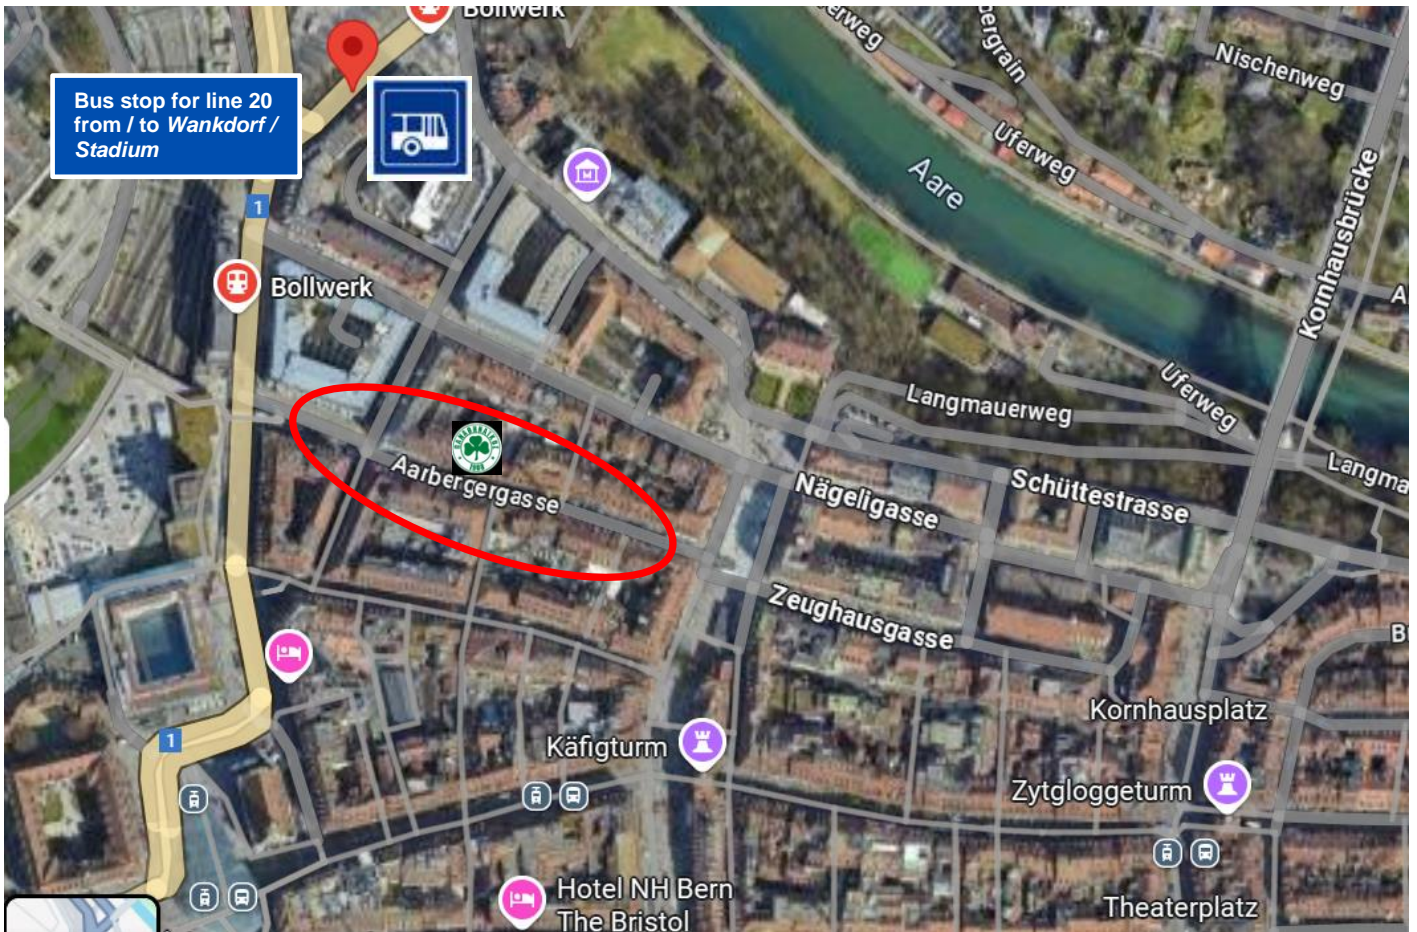 Bollwerk
Bus stop for line 20
from / to Wankdorf /
Stadium
Nischenweg
Uferweg
Aare
Kornhausbrücke
1
Bollwerk
Uferweg
Langmauerweg
Aarbergergasse
1908
Nägeligasse
Schüttestrasse
Zeughausgasse
Kornhausplatz
1
Käfigturm
Zytgloggeturm
Hotel NH Bern
The Bristol
Theaterplatz